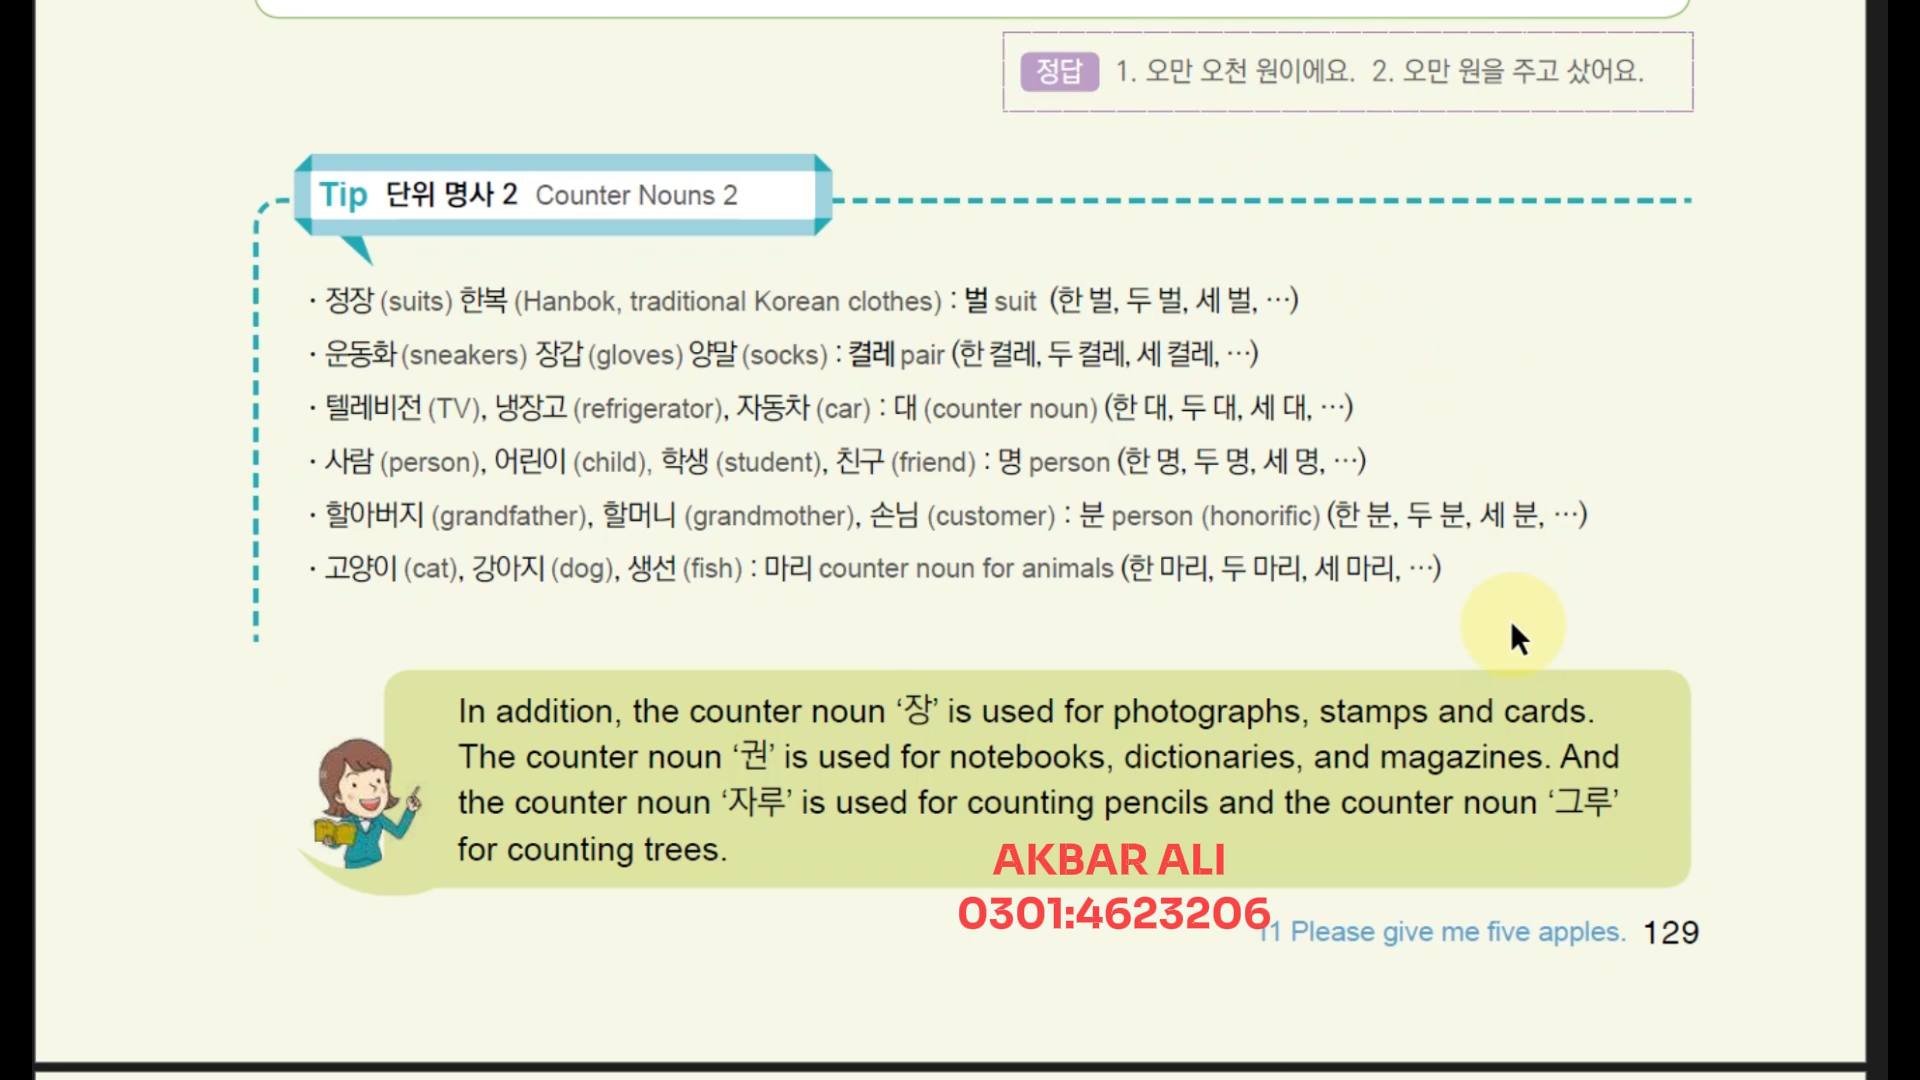 정답 1. 오만 오천 원이에요. 2. 오만 원을 주고 샀어요.
Tip 단위 명사 2 Counter Nouns 2
· 정장 (suits) 한복 (Hanbok, traditional Korean clothes) : 벌 suit (한 벌, 두 벌, 세 벌, …)
· 운동화 (sneakers) 장갑 (gloves) 양말 (socks) : 켤레 pair (한 켤레, 두 켤레, 세 켤레, …)
· 텔레비전 (TV), 냉장고 (refrigerator), 자동차 (car) : 대 (counter noun) (한 대, 두 대, 세 대, …)
· 사람 (person), 어린이 (child), 학생 (student), 친구 (friend) : 명 person (한 명, 두 명, 세 명, …)
· 할아버지 (grandfather), 할머니 (grandmother), 손님 (customer) : 분 person (honorific) (한 분, 두 분, 세 분, …)
· 고양이 (cat), 강아지 (dog), 생선 (fish) : 마리 counter noun for animals (한 마리, 두 마리, 세 마리, …)
In addition, the counter noun ‘장’ is used for photographs, stamps and cards.
The counter noun ‘권’ is used for notebooks, dictionaries, and magazines. And
the counter noun ‘자루’ is used for counting pencils and the counter noun ‘그루’
for counting trees.
AKBAR ALI
0301:4623206
11 Please give me five apples. 129